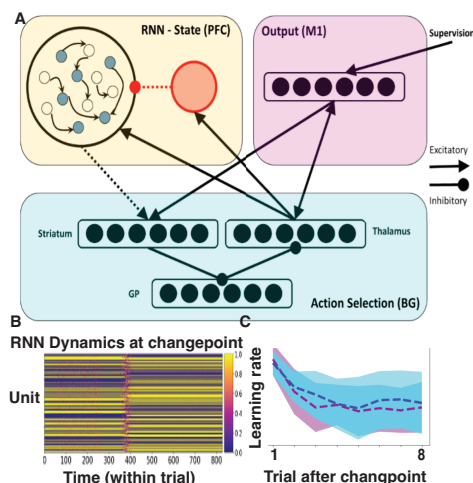 A
RNN - State (PFC)
Output (M1)
Supervision
Excitatory
Inhibitory
Striatum
Thalamus
GP
Action Selection (BG)
B
RNN Dynamics at changepoint
Unit
1.0
0.8
0.6
0.4
0.2
0.0
0 100 200 300 400 500 600 700 800
Time (within trial)
C
Learning rate
1 8
Trial after changpoint